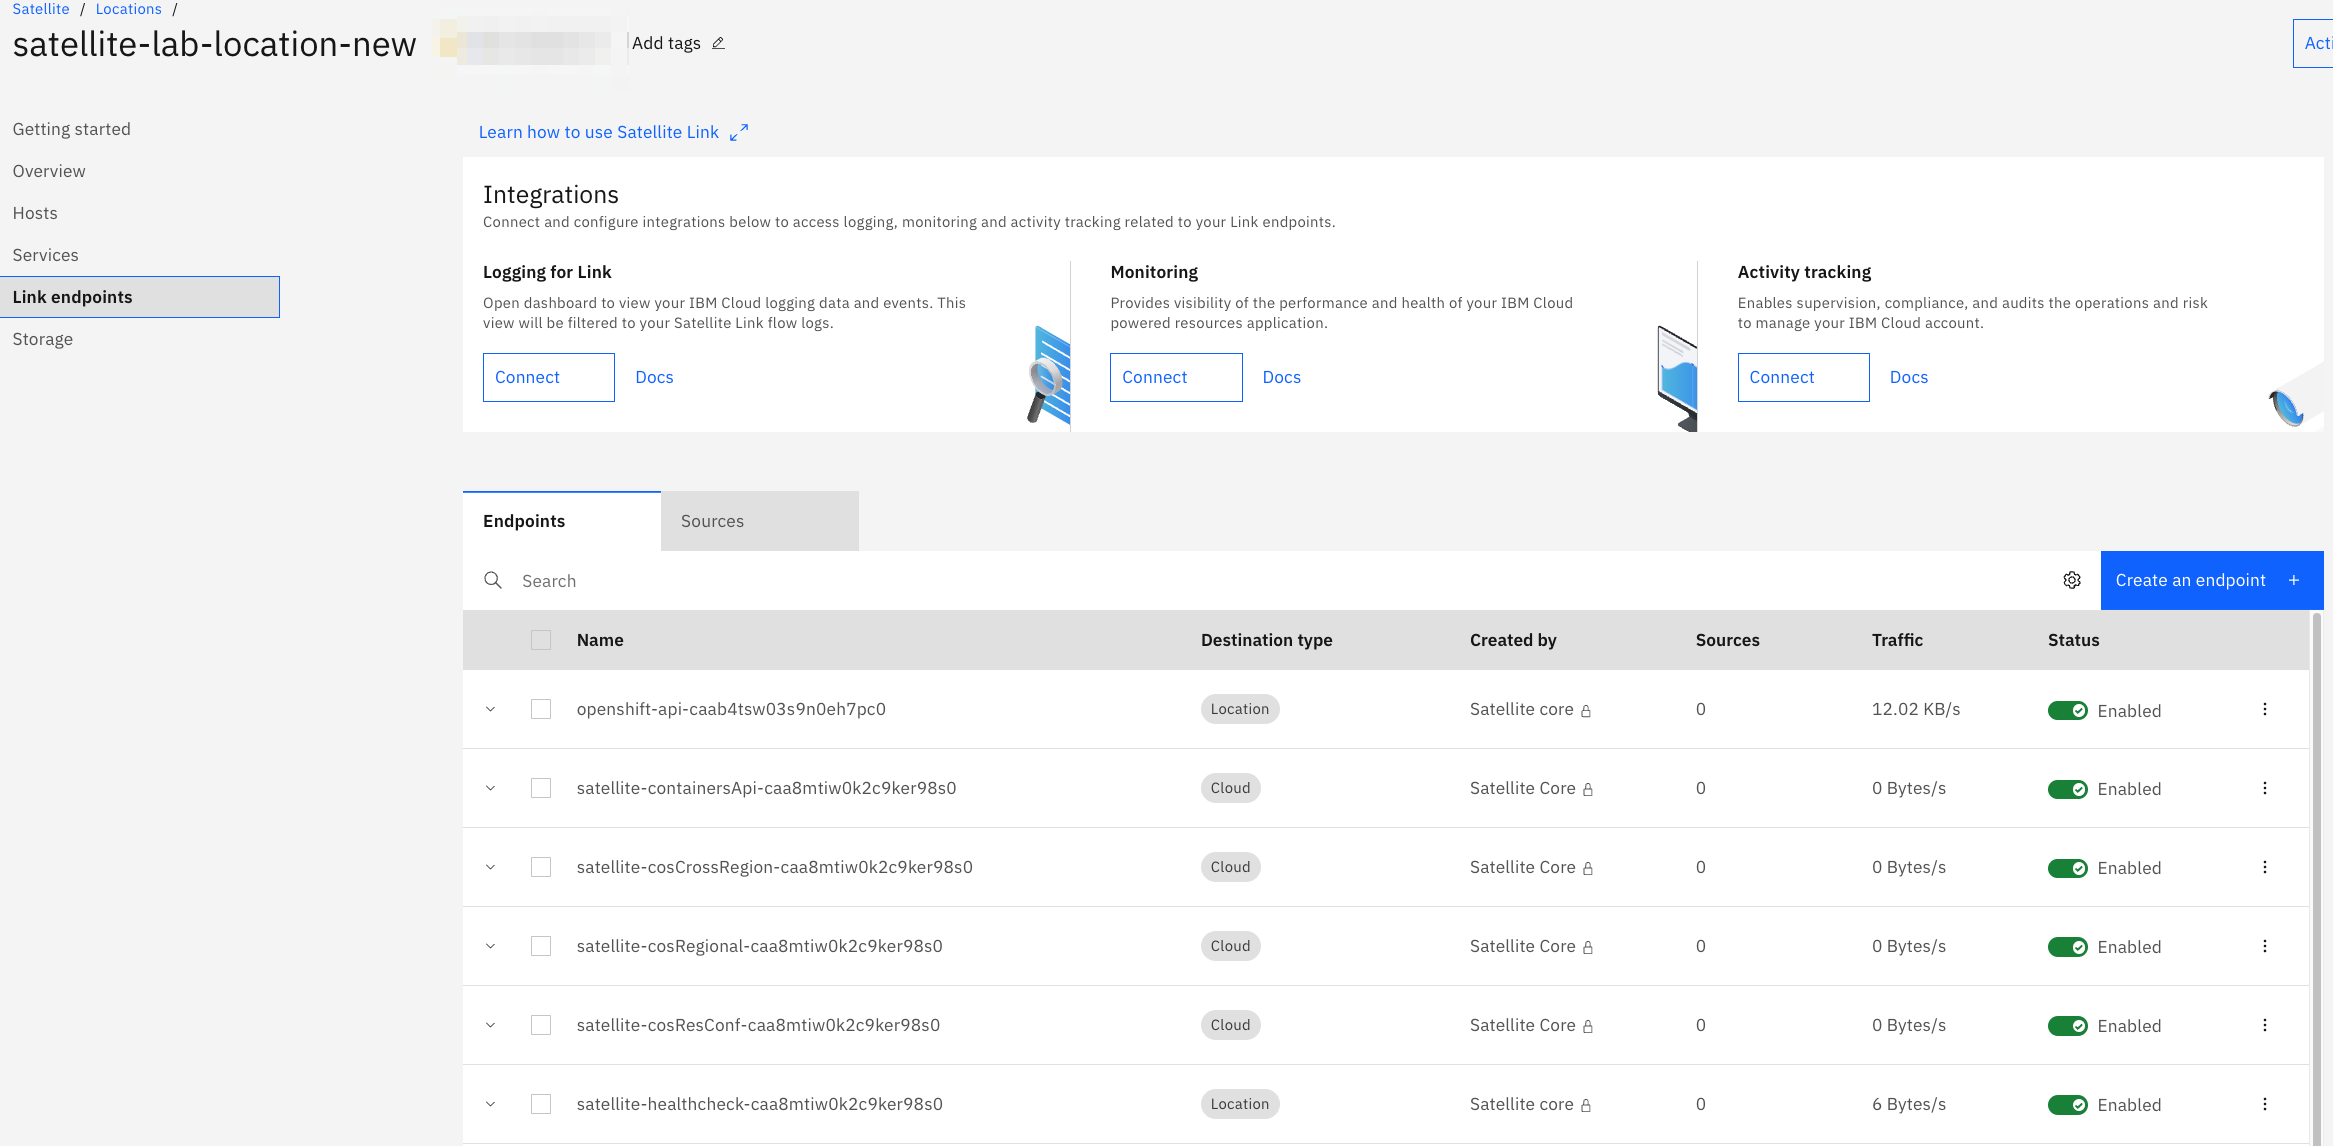 Satellite / Locations /
satellite-lab-location-new Add tags
Acti
Getting started
Overview
Hosts
Services
Link endpoints
Storage
Learn how to use Satellite Link
Integrations
Connect and configure integrations below to access logging, monitoring and activity tracking related to your Link endpoints.
Logging for Link
Open dashboard to view your IBM Cloud logging data and events. This
view will be filtered to your Satellite Link flow logs.
Connect Docs
Monitoring
Provides visibility of the performance and health of your IBM Cloud
powered resources application.
Connect Docs
Activity tracking
Enables supervision, compliance, and audits the operations and risk
to manage your IBM Cloud account.
Connect Docs
Endpoints Sources
Search Create an endpoint +
Name Destination type Created by Sources Traffic Status
openshift-api-caab4tsw03s9n0eh7pc0 Location Satellite core 0 12.02 KB/s Enabled
satellite-containersApi-caa8mtiw0k2c9ker98s0 Cloud Satellite Core 0 0 Bytes/s Enabled
satellite-cosCrossRegion-caa8mtiw0k2c9ker98s0 Cloud Satellite Core 0 0 Bytes/s Enabled
satellite-cosRegional-caa8mtiw0k2c9ker98s0 Cloud Satellite Core 0 0 Bytes/s Enabled
satellite-cosResConf-caa8mtiw0k2c9ker98s0 Cloud Satellite Core 0 0 Bytes/s Enabled
satellite-healthcheck-caa8mtiw0k2c9ker98s0 Location Satellite core 0 6 Bytes/s Enabled